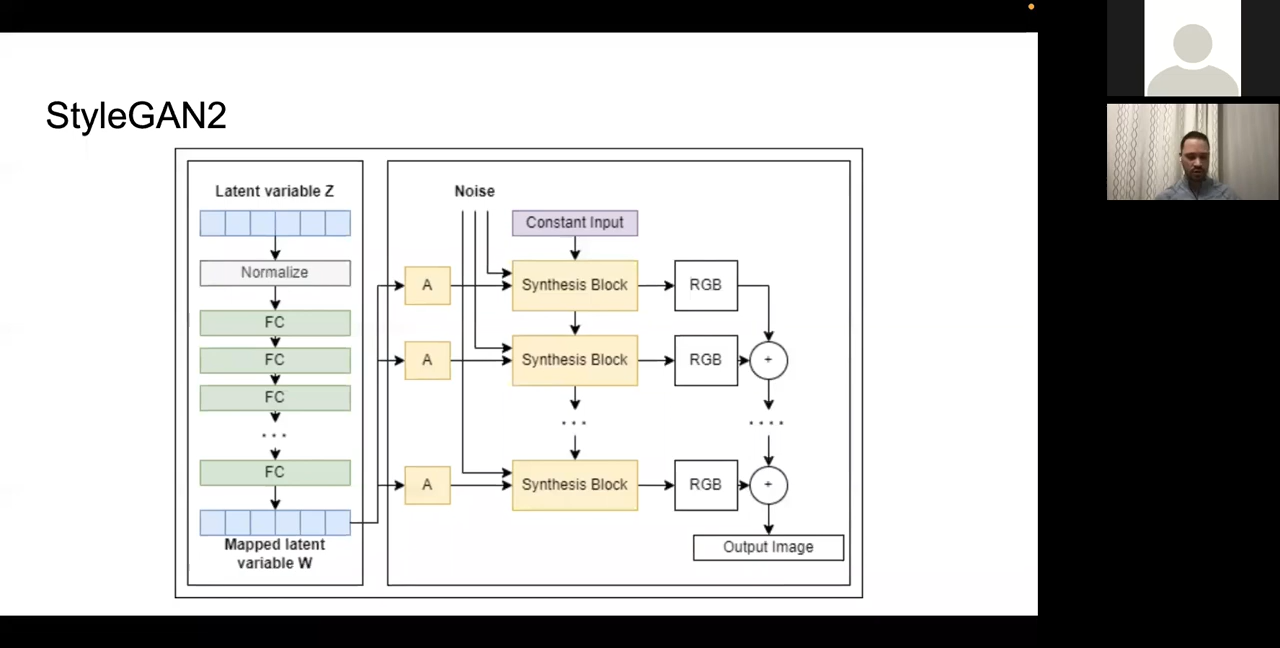 StyleGAN2
Latent variable Z
Normalize
FC
FC
FC
...
FC
Mapped latent
variable W
Noise
Constant Input
A
Synthesis Block
RGB
A
Synthesis Block
RGB
+
...
....
A
Synthesis Block
RGB
+
Output Image